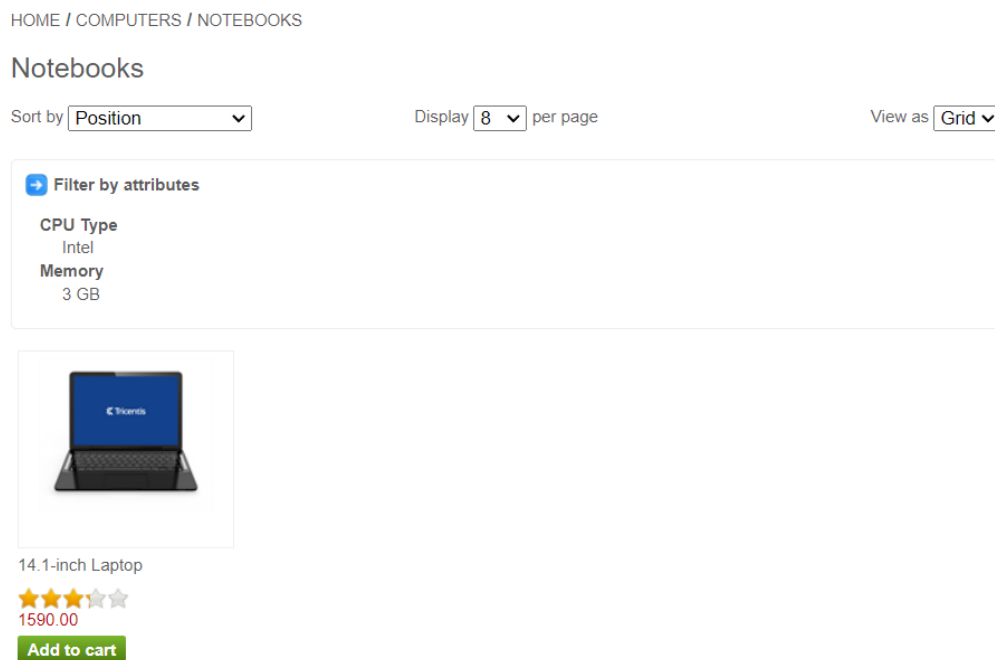 HOME / COMPUTERS / NOTEBOOKS
Notebooks
Sort by Position Display 8 per page View as Grid
Filter by attributes
CPU Type
Intel
Memory
3 GB
Tricentis
14.1-inch Laptop
1590.00
Add to cart